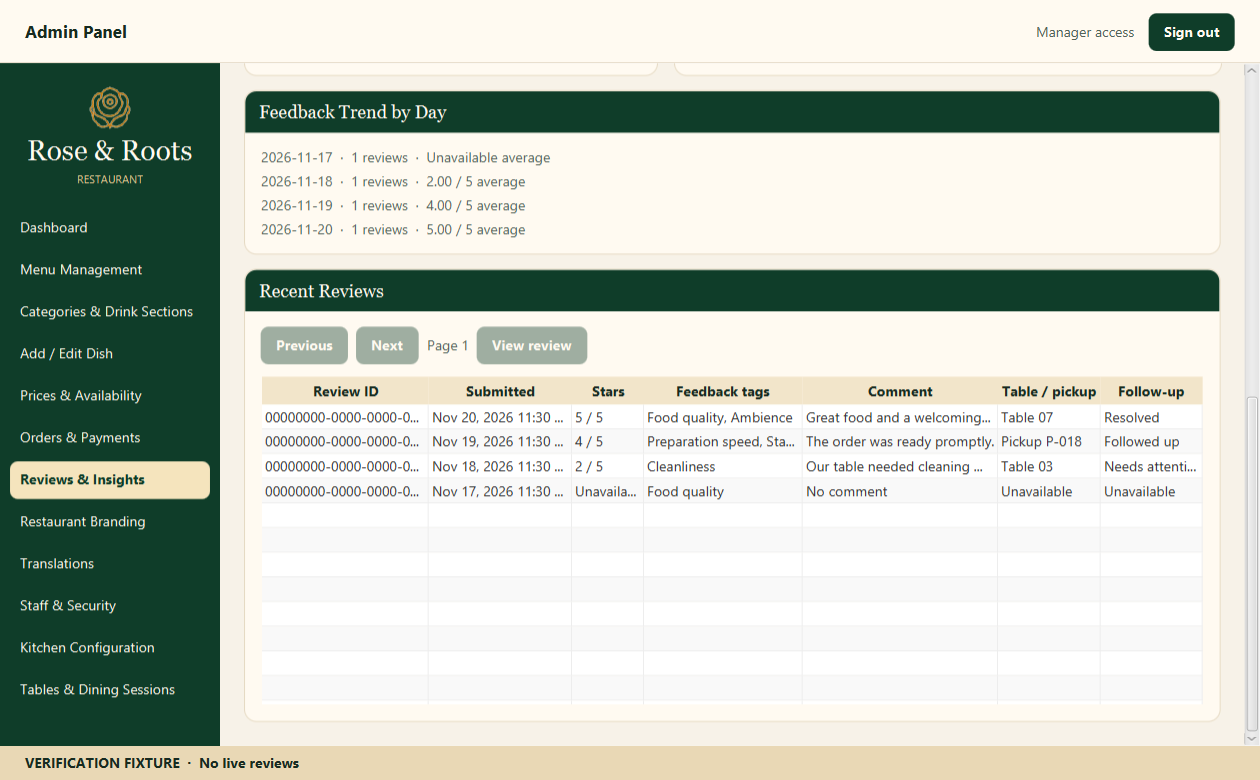 Admin Panel
Manager access
Sign out
Rose & Roots
RESTAURANT
Dashboard
Menu Management
Categories & Drink Sections
Add / Edit Dish
Prices & Availability
Orders & Payments
Reviews & Insights
Restaurant Branding
Translations
Staff & Security
Kitchen Configuration
Tables & Dining Sessions
Feedback Trend by Day
2026-11-17 · 1 reviews · Unavailable average
2026-11-18 · 1 reviews · 2.00 / 5 average
2026-11-19 · 1 reviews · 4.00 / 5 average
2026-11-20 · 1 reviews · 5.00 / 5 average
Recent Reviews
Previous Next Page 1 View review
Review ID Submitted Stars Feedback tags Comment Table / pickup Follow-up
00000000-0000-0000-0... Nov 20, 2026 11:30 ... 5 / 5 Food quality, Ambience Great food and a welcoming... Table 07 Resolved
00000000-0000-0000-0... Nov 19, 2026 11:30 ... 4 / 5 Preparation speed, Sta... The order was ready promptly. Pickup P-018 Followed up
00000000-0000-0000-0... Nov 18, 2026 11:30 ... 2 / 5 Cleanliness Our table needed cleaning ... Table 03 Needs attenti...
00000000-0000-0000-0... Nov 17, 2026 11:30 ... Unavaila... Food quality No comment Unavailable Unavailable
VERIFICATION FIXTURE · No live reviews